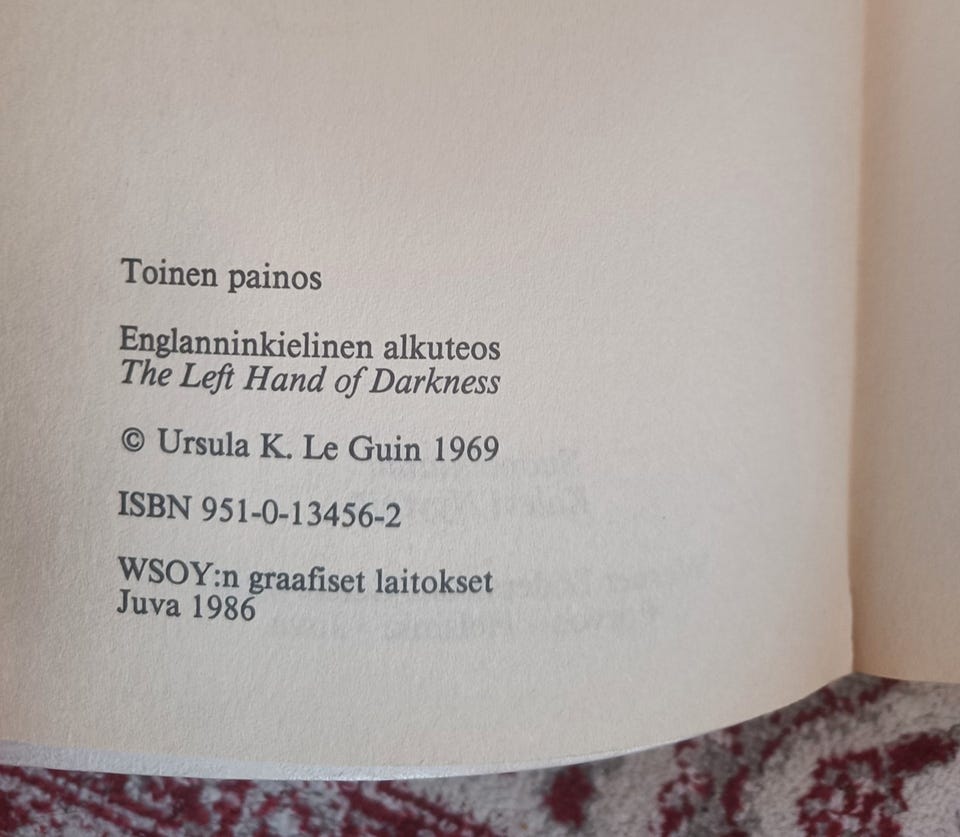 Toinen painos
Englanninkielinen alkuteos
The Left Hand of Darkness
© Ursula K. Le Guin 1969
ISBN 951-0-13456-2
WSOY:n graafiset laitokset
Juva 1986